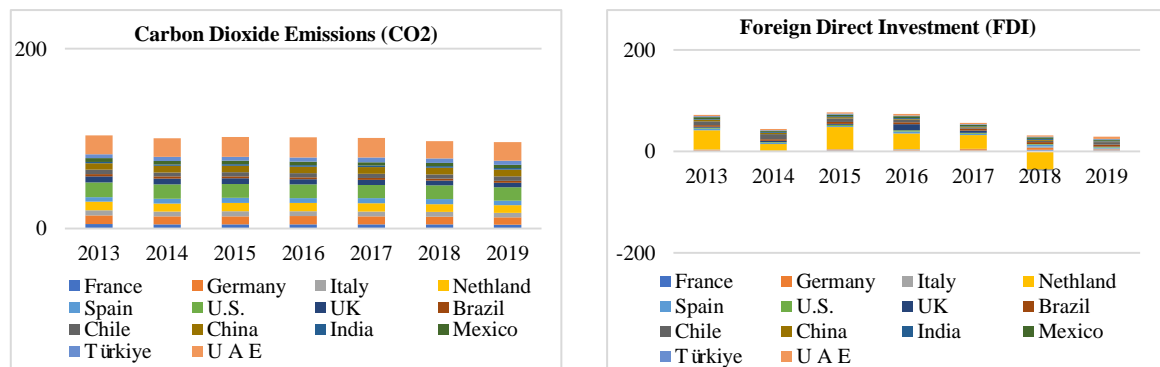 Carbon Dioxide Emissions (CO2)
200
0
2013 2014 2015 2016 2017 2018 2019
France Germany Italy Nethland
Spain U.S. UK Brazil
Chile China India Mexico
Türkiye U A E
Foreign Direct Investment (FDI)
200
0
-200
2013 2014 2015 2016 2017 2018 2019
France Germany Italy Nethland
Spain U.S. UK Brazil
Chile China India Mexico
Türkiye U A E